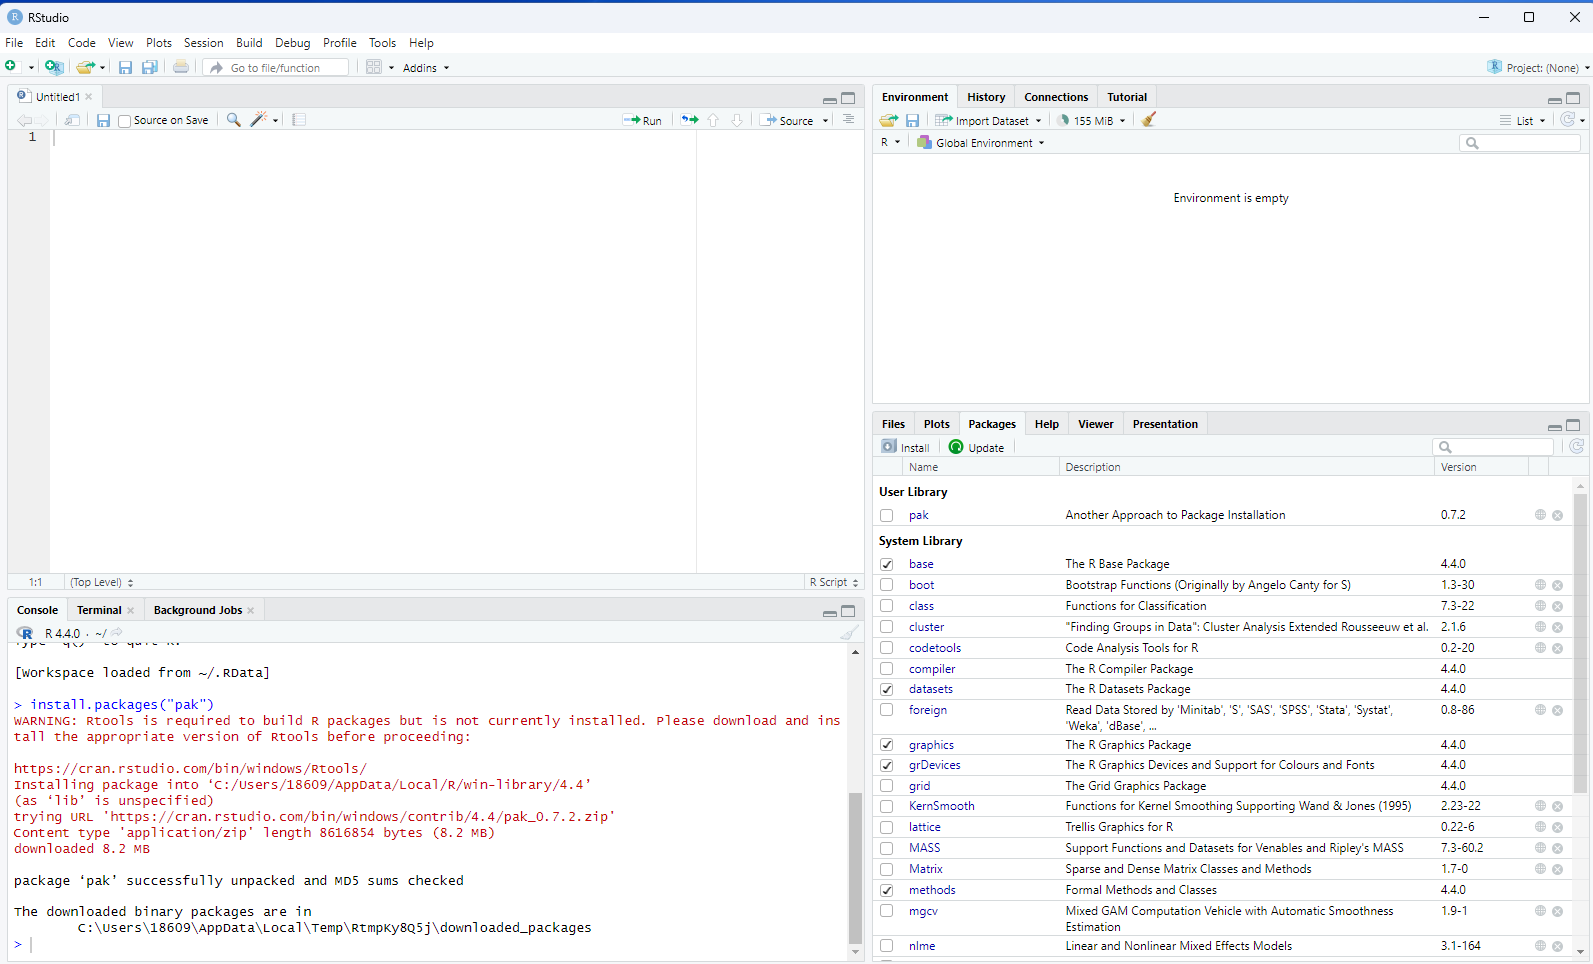 RStudio
File Edit Code View Plots Session Build Debug Profile Tools Help
Go to file/function Addins Project: (None)
Untitled1
Source on Save Run Source
1
1:1 (Top Level) R Script
Console Terminal Background Jobs
R 4.4.0 · ~/
Type 'q()' to quit R.
[Workspace loaded from ~/.RData]
> install.packages("pak")
WARNING: Rtools is required to build R packages but is not currently installed. Please download and ins
tall the appropriate version of Rtools before proceeding:
https://cran.rstudio.com/bin/windows/Rtools/
Installing package into ‘C:/Users/18609/AppData/Local/R/win-library/4.4’
(as ‘lib’ is unspecified)
trying URL 'https://cran.rstudio.com/bin/windows/contrib/4.4/pak_0.7.2.zip'
Content type 'application/zip' length 8616854 bytes (8.2 MB)
downloaded 8.2 MB
package ‘pak’ successfully unpacked and MD5 sums checked
The downloaded binary packages are in
C:\Users\18609\AppData\Local\Temp\RtmpKy8Q5j\downloaded_packages
>
Environment History Connections Tutorial
Import Dataset 155 MiB List
R Global Environment
Environment is empty
Files Plots Packages Help Viewer Presentation
Install Update
Name Description Version
User Library
pak Another Approach to Package Installation 0.7.2
System Library
base The R Base Package 4.4.0
boot Bootstrap Functions (Originally by Angelo Canty for S) 1.3-30
class Functions for Classification 7.3-22
cluster "Finding Groups in Data": Cluster Analysis Extended Rousseeuw et al. 2.1.6
codetools Code Analysis Tools for R 0.2-20
compiler The R Compiler Package 4.4.0
datasets The R Datasets Package 4.4.0
foreign Read Data Stored by 'Minitab', 'S', 'SAS', 'SPSS', 'Stata', 'Systat', 0.8-86
'Weka', 'dBase', ...
graphics The R Graphics Package 4.4.0
grDevices The R Graphics Devices and Support for Colours and Fonts 4.4.0
grid The Grid Graphics Package 4.4.0
KernSmooth Functions for Kernel Smoothing Supporting Wand & Jones (1995) 2.23-22
lattice Trellis Graphics for R 0.22-6
MASS Support Functions and Datasets for Venables and Ripley's MASS 7.3-60.2
Matrix Sparse and Dense Matrix Classes and Methods 1.7-0
methods Formal Methods and Classes 4.4.0
mgcv Mixed GAM Computation Vehicle with Automatic Smoothness 1.9-1
Estimation
nlme Linear and Nonlinear Mixed Effects Models 3.1-164